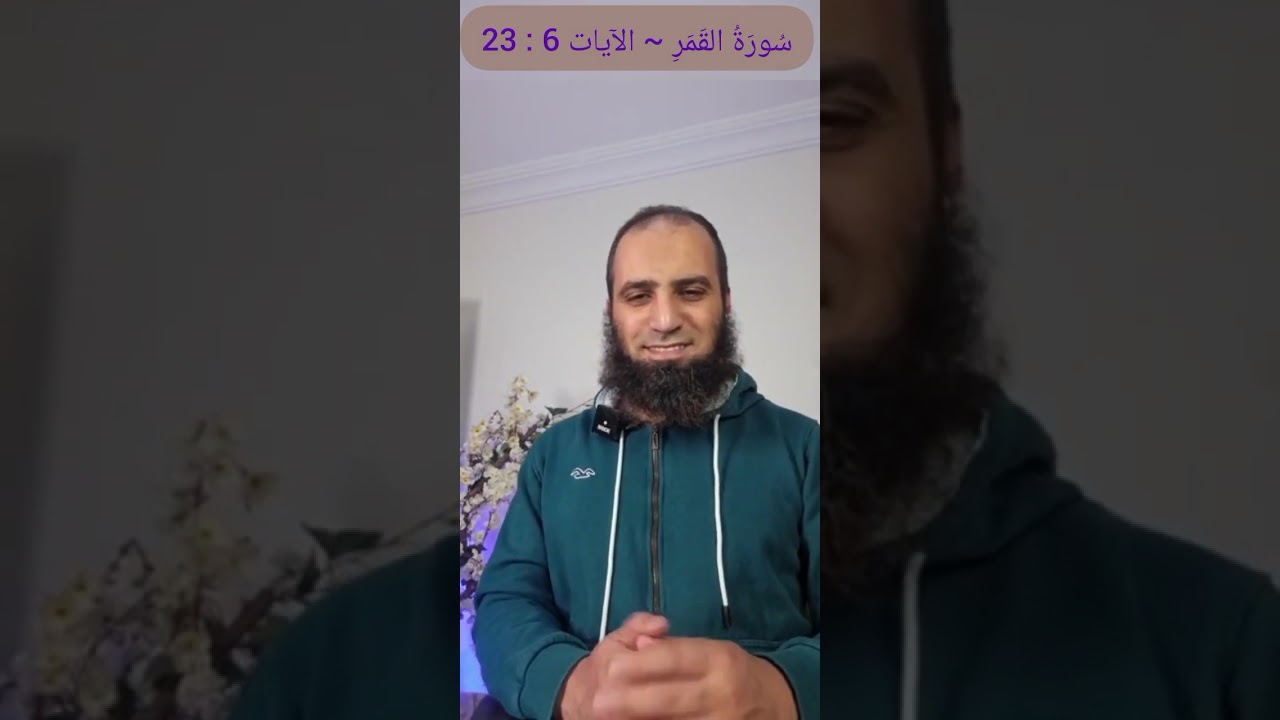 سُورَةُ القَمَرِ ~ الآيات 6 : 23